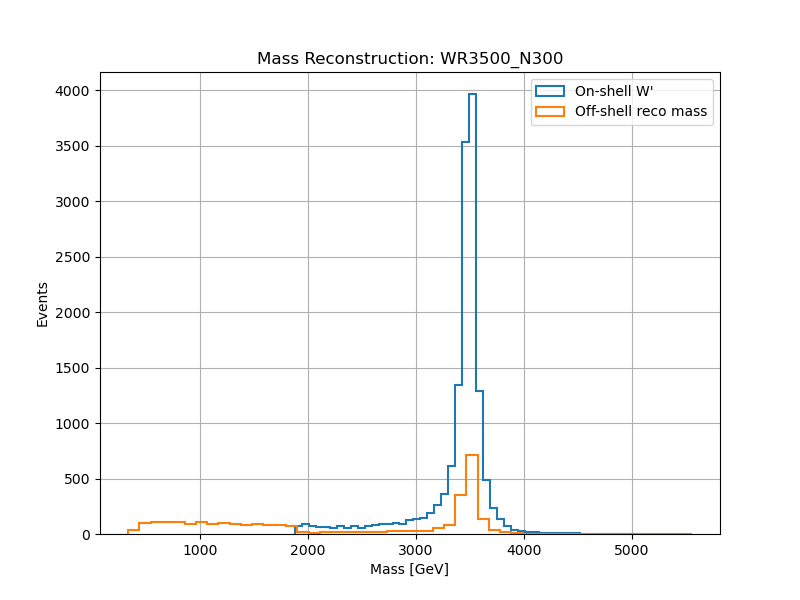 Mass Reconstruction: WR3500_N300
On-shell W'
Off-shell reco mass
4000
3500
3000
2500
2000
1500
1000
500
0
Events
1000 2000 3000 4000 5000
Mass [GeV]